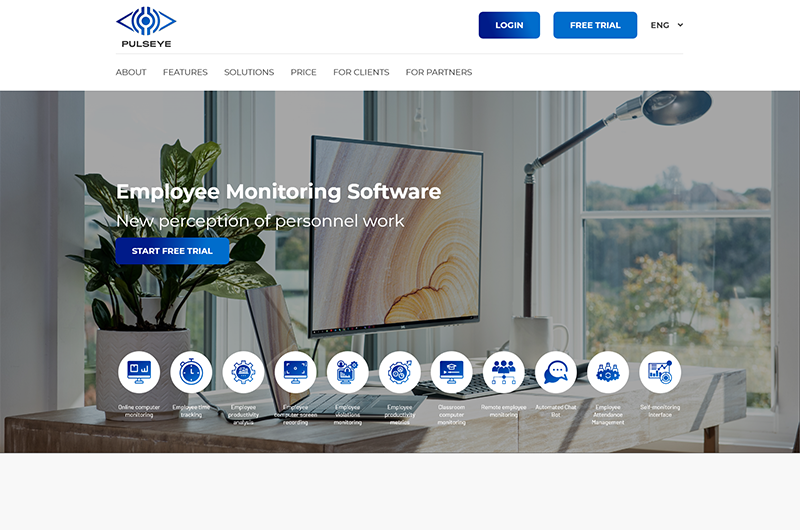 PULSEYE
LOGIN
FREE TRIAL
ENG
ABOUT
FEATURES
SOLUTIONS
PRICE
FOR CLIENTS
FOR PARTNERS
Employee Monitoring Software
New perception of personnel work
START FREE TRIAL
Online computer
monitoring
Employee time
tracking
Employee
productivity
analysis
Employee
computer screen
recording
Employee
violations
monitoring
Employee
productivity
metrics
Classroom
computer
monitoring
Remote employee
monitoring
Automated Chat
Bot
Employee
Attendance
Management
Self-monitoring
interface